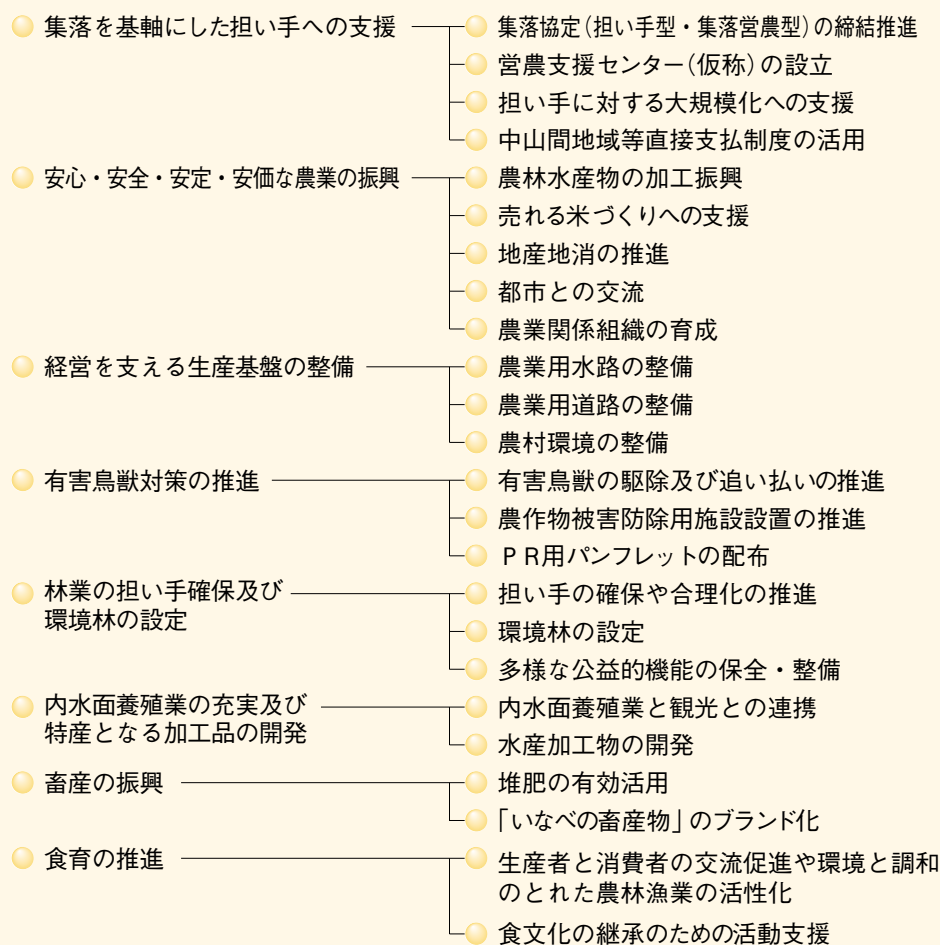 集落を基軸にした担い手への支援
集落協定（担い手型・集落営農型）の締結推進
営農支援センター（仮称）の設立
担い手に対する大規模化への支援
中山間地域等直接支払制度の活用
安心・安全・安定・安価な農業の振興
農林水産物の加工振興
売れる米づくりへの支援
地産地消の推進
都市との交流
農業関係組織の育成
経営を支える生産基盤の整備
農業用水路の整備
農業用道路の整備
農村環境の整備
有害鳥獣対策の推進
有害鳥獣の駆除及び追い払いの推進
農作物被害防除用施設設置の推進
ＰＲ用パンフレットの配布
林業の担い手確保及び
環境林の設定
担い手の確保や合理化の推進
環境林の設定
多様な公益的機能の保全・整備
内水面養殖業の充実及び
特産となる加工品の開発
内水面養殖業と観光との連携
水産加工物の開発
畜産の振興
堆肥の有効活用
「いなべの畜産物」のブランド化
食育の推進
生産者と消費者の交流促進や環境と調和
のとれた農林漁業の活性化
食文化の継承のための活動支援